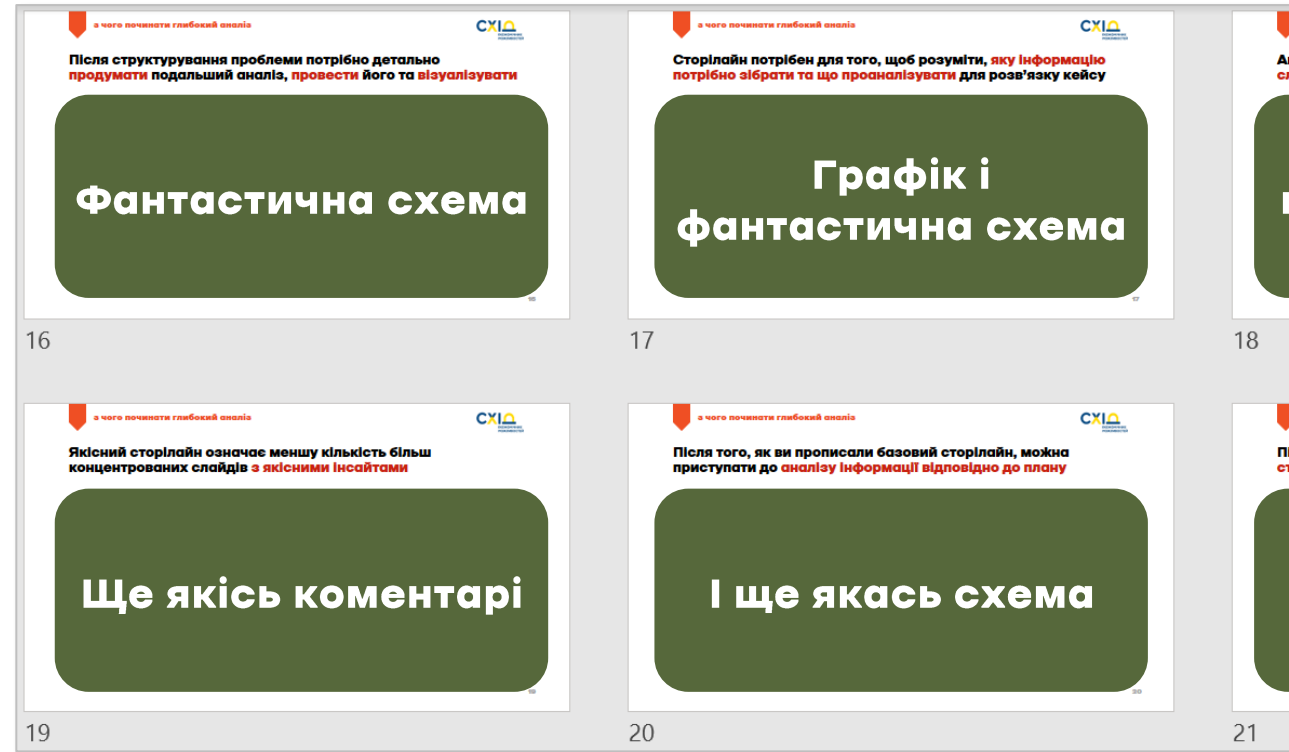 з чого починати глибокий аналіз
СХІД
Після структурування проблеми потрібно детально
продумати подальший аналіз, провести його та візуалізувати
Фантастична схема
16
16
з чого починати глибокий аналіз
СХІД
Сторілайн потрібен для того, щоб розуміти, яку інформацію
потрібно зібрати та що проаналізувати для розв’язку кейсу
Графік і
фантастична схема
17
17
18
з чого починати глибокий аналіз
СХІД
Якісний сторілайн означає меншу кількість більш
концентрованих слайдів з якісними інсайтами
Ще якісь коментарі
19
19
з чого починати глибокий аналіз
СХІД
Після того, як ви прописали базовий сторілайн, можна
приступати до аналізу інформації відповідно до плану
І ще якась схема
20
20
21